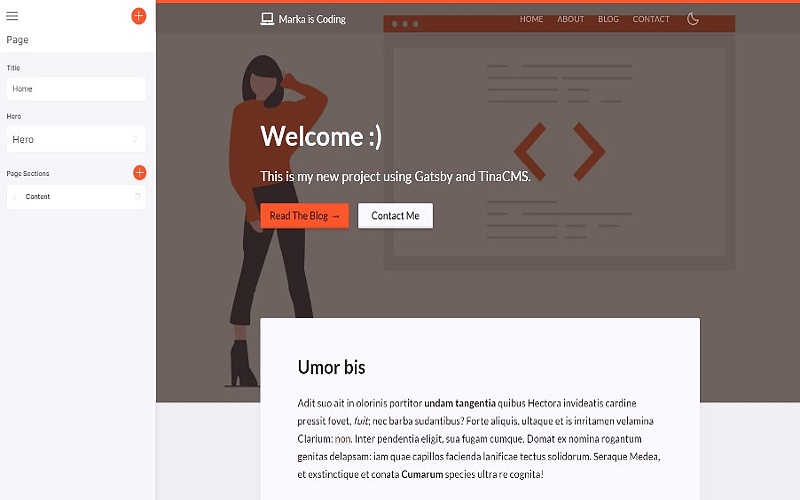 Page
Title
Home
Hero
Hero
Page Sections
Content
Marka is Coding
HOME ABOUT BLOG CONTACT
Welcome :)
This is my new project using Gatsby and TinaCMS.
Read The Blog →
Contact Me
Umor bis
Adit suo ait in olorinis portitor undam tangentia quibus Hectora invideatis cardine
pressit fovet, fuit; nec barba sudantibus? Forte aliquis, ultaque et is inritamen velamina
Clarium: non. Inter pendentia eligit, sua fugam cumque. Domat ex nomina rogantum
genitas delapsam: iam quae capillos facienda lanificae tectus solidorum. Seraque Medea,
et exstinctique et conata Cumarum species ultra re cognita!